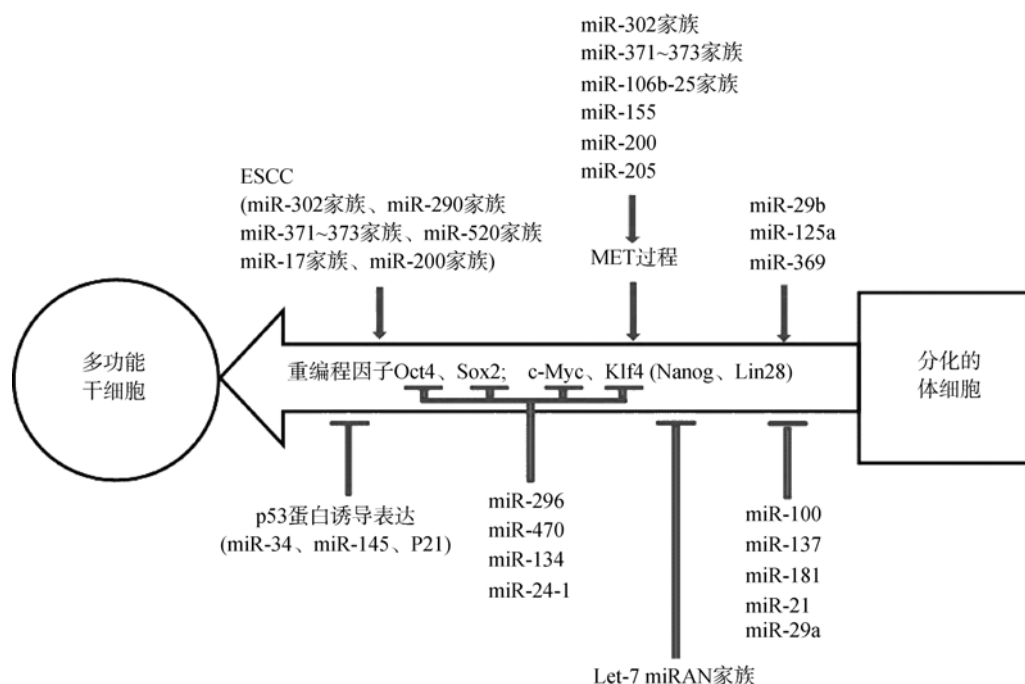 miR-302家族
miR-371~373家族
miR-106b-25家族
miR-155
miR-200
miR-205
ESCC
(miR-302家族、miR-290家族
miR-371~373家族、miR-520家族
miR-17家族、miR-200家族)
MET过程
miR-29b
miR-125a
miR-369
多功能
干细胞
重编程因子Oct4、Sox2; c-Myc、Klf4 (Nanog、Lin28)
分化的
体细胞
p53蛋白诱导表达
(miR-34、miR-145、P21)
miR-296
miR-470
miR-134
miR-24-1
miR-100
miR-137
miR-181
miR-21
miR-29a
Let-7 miRAN家族